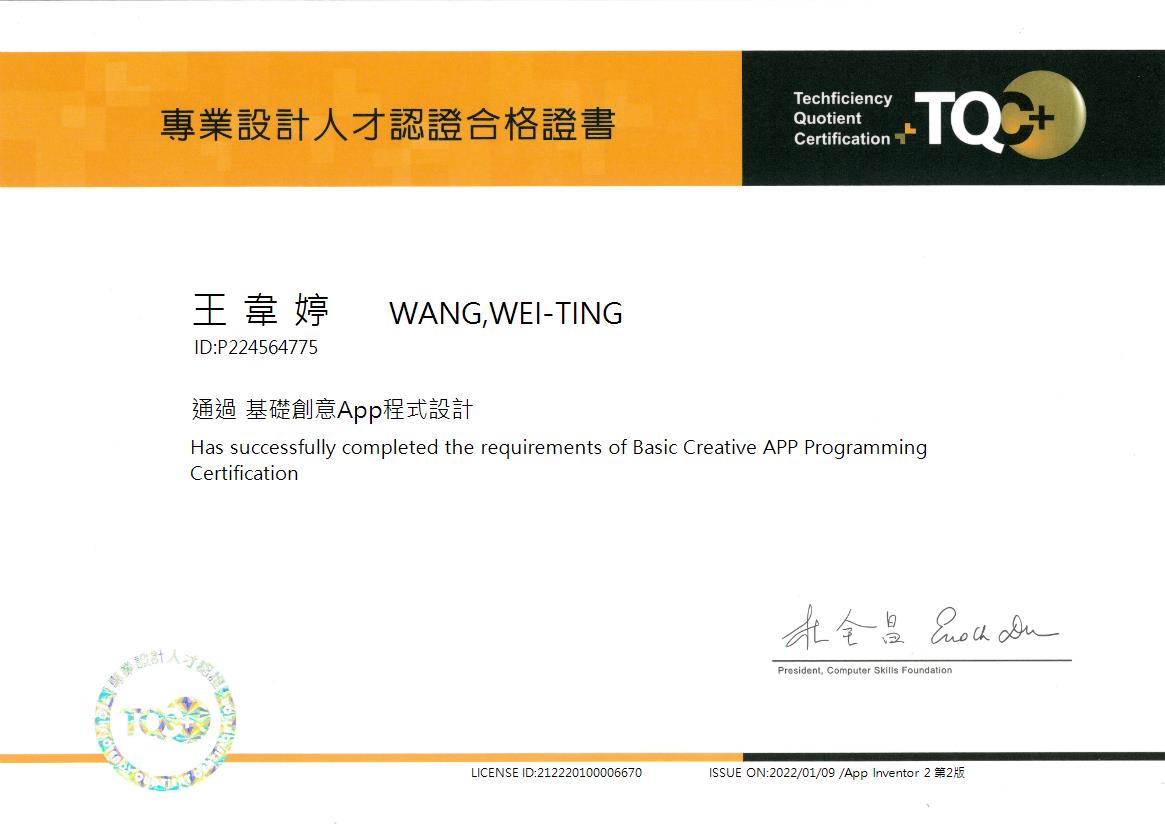 專業設計人才認證合格證書
Techficiency
Quotient
Certification
TQC+
王韋婷 WANG,WEI-TING
ID:P224564775
通過 基礎創意App程式設計
Has successfully completed the requirements of Basic Creative APP Programming
Certification
杜全昌 Enoch Du
President, Computer Skills Foundation
專業設計人才認證
TQC+
LICENSE ID:212220100006670 ISSUE ON:2022/01/09 /App Inventor 2 第2版